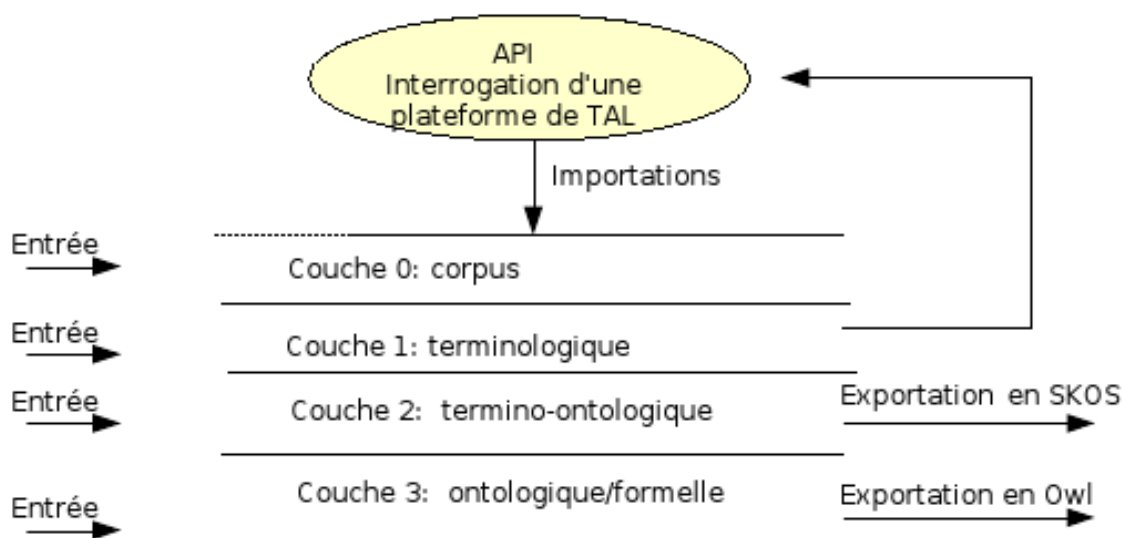 API
Interrogation d'une
plateforme de TAL
Importations
Entrée
Couche 0: corpus
Entrée
Couche 1: terminologique
Entrée
Couche 2: termino-ontologique
Exportation en SKOS
Entrée
Couche 3: ontologique/formelle
Exportation en Owl